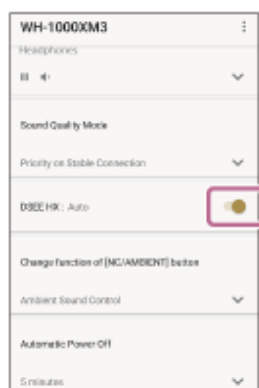 WH-1000XM3
Headphones
Sound Quality Mode
Priority on Stable Connection
DSEE HX : Auto
Change function of [NC/AMBIENT] button
Ambient Sound Control
Automatic Power Off
5 minutes